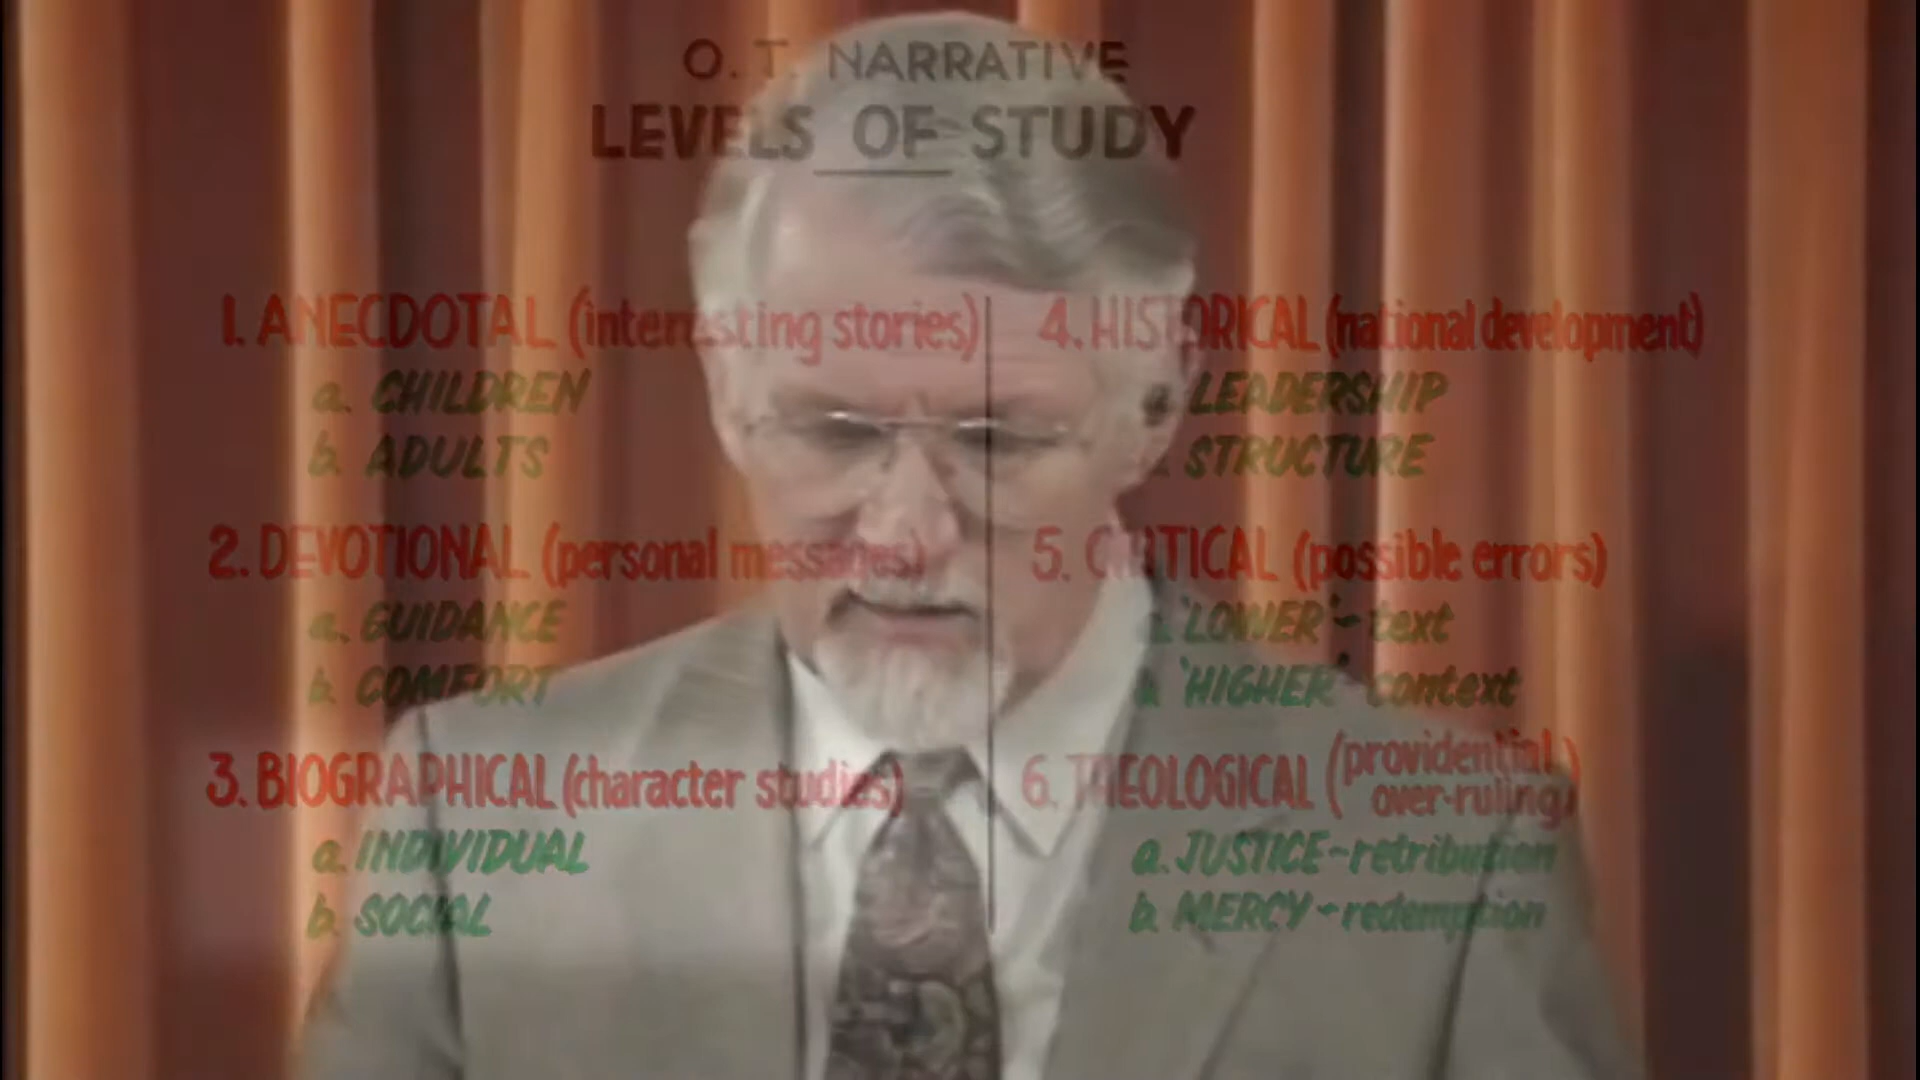 O. T. NARRATIVE
LEVELS OF STUDY
1. ANECDOTAL (interesting stories)
a. CHILDREN
b. ADULTS
2. DEVOTIONAL (personal messages)
a. GUIDANCE
b. COMFORT
3. BIOGRAPHICAL (character studies)
a. INDIVIDUAL
b. SOCIAL
4. HISTORICAL (national development)
a. LEADERSHIP
STRUCTURE
5. CRITICAL (possible errors)
a. 'LOWER' - text
b. 'HIGHER' context
6. THEOLOGICAL (providential over-ruling)
a. JUSTICE - retribution
b. MERCY - redemption